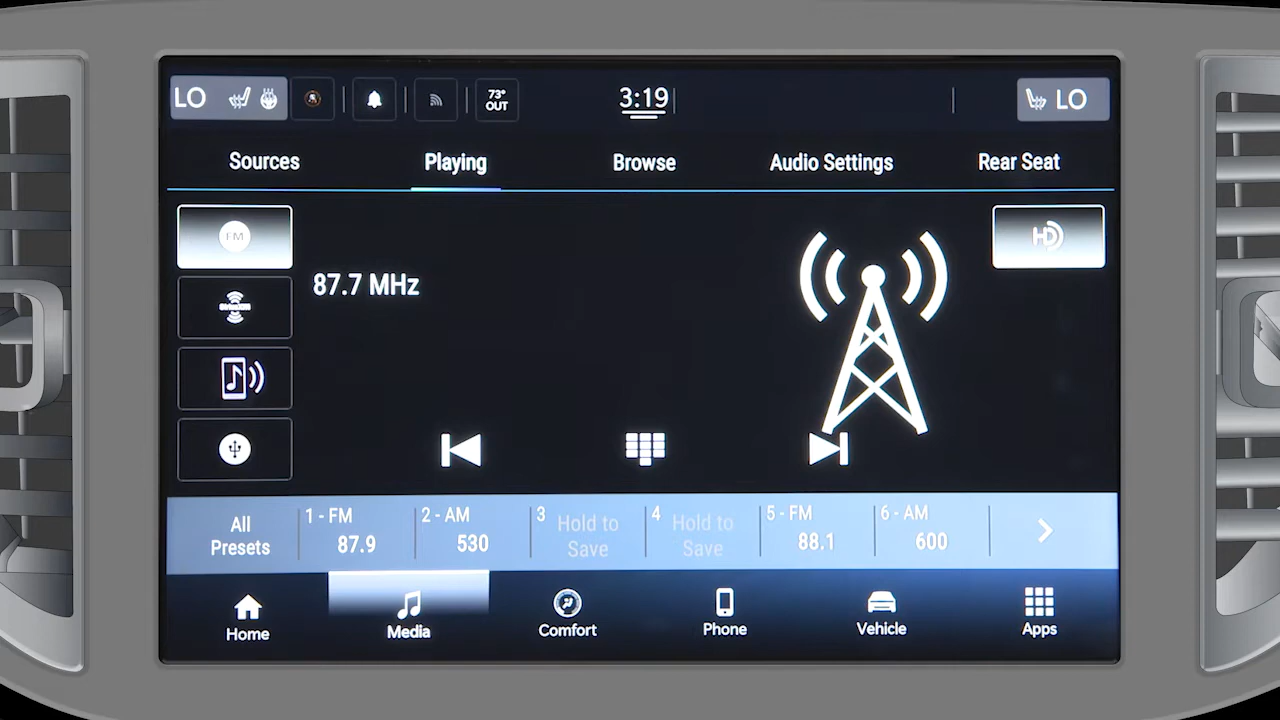 LO
73°
OUT
3:19
LO
Sources
Playing
Browse
Audio Settings
Rear Seat
FM
HD
87.7 MHz
All
Presets
1 - FM
87.9
2 - AM
530
3
Hold to
Save
4
Hold to
Save
5 - FM
88.1
6 - AM
600
Home
Media
Comfort
Phone
Vehicle
Apps